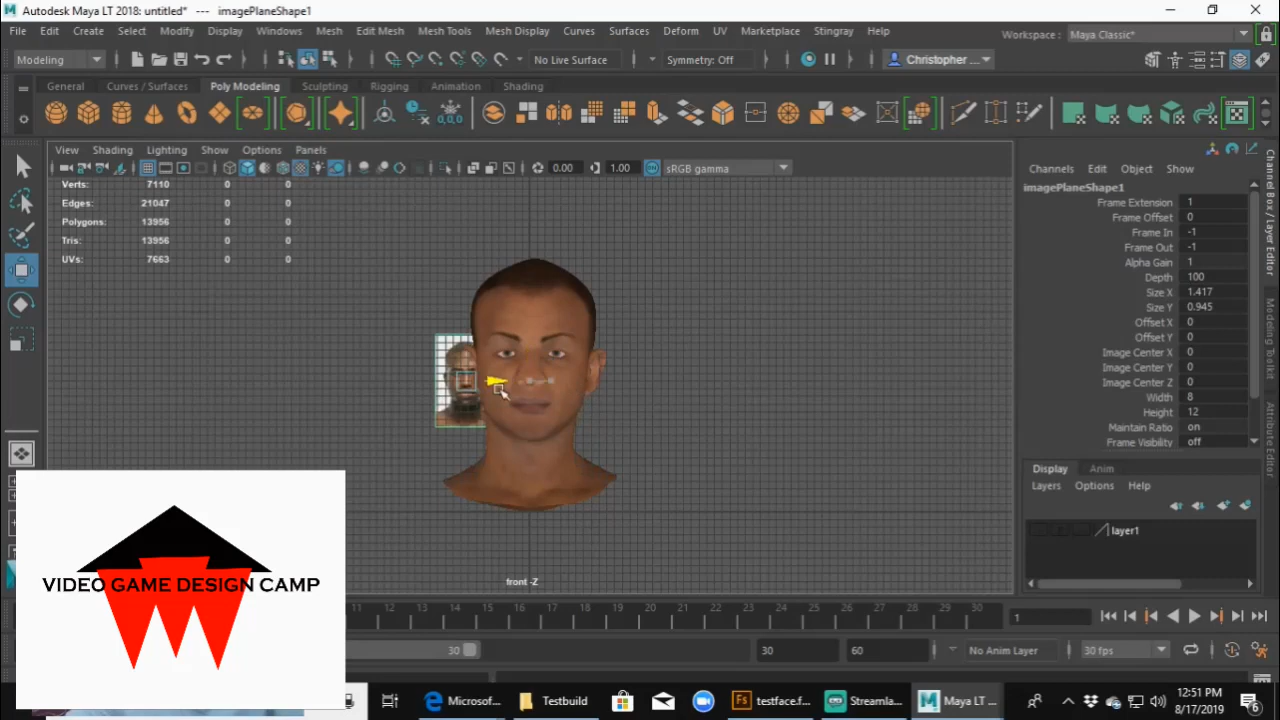 Autodesk Maya LT 2018: untitled* --- imagePlaneShape1
File Edit Create Select Modify Display Windows Mesh Edit Mesh Mesh Tools Mesh Display Curves Surfaces Deform UV Marketplace Stingray Help
Workspace : Maya Classic*
Modeling
No Live Surface
Symmetry: Off
Christopher ...
General Curves / Surfaces Poly Modeling Sculpting Rigging Animation Shading
View Shading Lighting Show Options Panels
0.00 1.00 sRGB gamma
Verts: 7110 0 0
Edges: 21047 0 0
Polygons: 13956 0 0
Tris: 13956 0 0
UVs: 7663 0 0
front -Z
Channels Edit Object Show
imagePlaneShape1
Frame Extension 1
Frame Offset 0
Frame In -1
Frame Out -1
Alpha Gain 1
Depth 100
Size X 1.417
Size Y 0.945
Offset X 0
Offset Y 0
Image Center X 0
Image Center Y 0
Image Center Z 0
Width 8
Height 12
Maintain Ratio on
Frame Visibility off
Channel Box / Layer Editor
Modeling Toolkit
Attribute Editor
Display Anim
Layers Options Help
layer1
VIDEO GAME DESIGN CAMP
11 12 13 14 15 16 17 18 19 20 21 22 23 24 25 26 27 28 29 30
1
30 30 60 No Anim Layer 30 fps
Microsof... Testbuild testface.f... Streamla... Maya LT ...
12:51 PM
8/17/2019
6